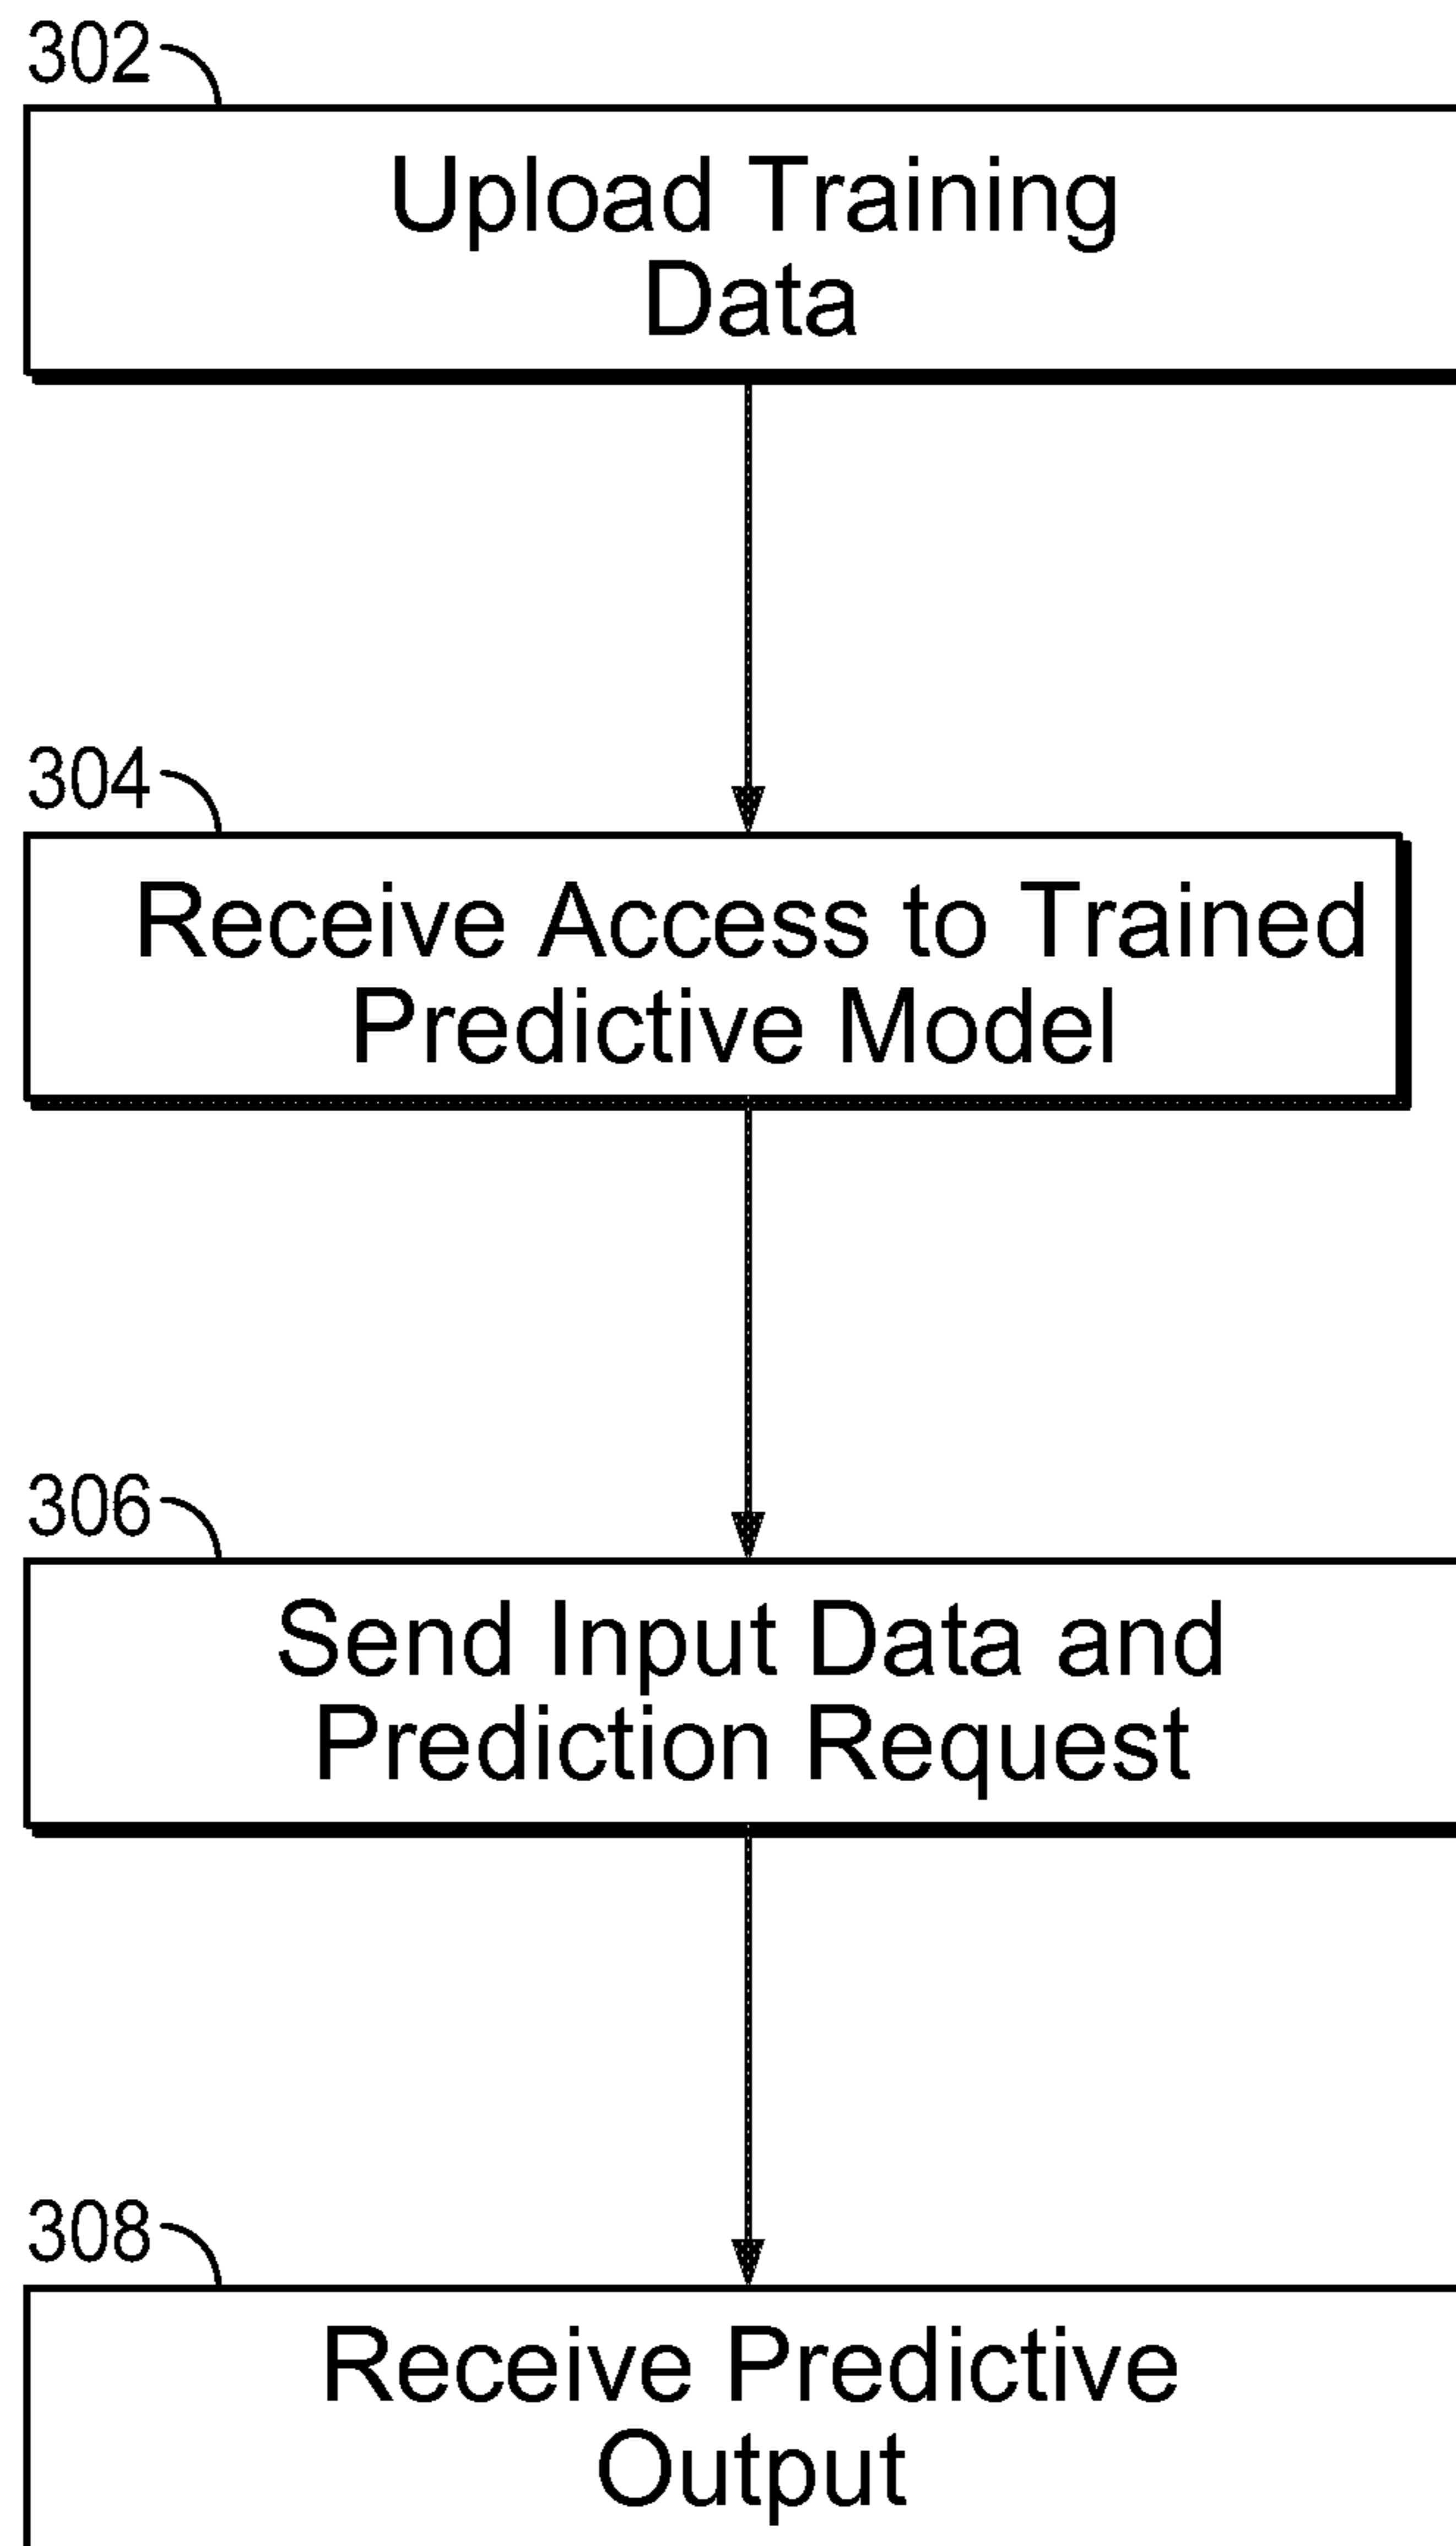 302
Upload Training
Data
304
Receive Access to Trained
Predictive Model
306
Send Input Data and
Prediction Request
308
Receive Predictive
Output